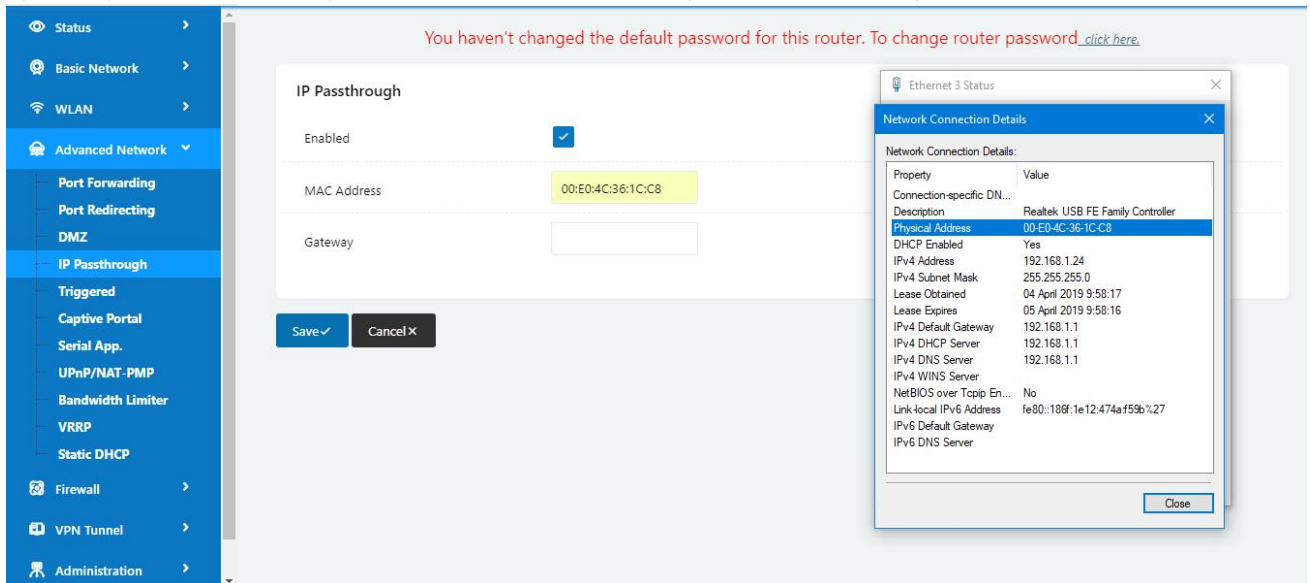 Status
Basic Network
WLAN
Advanced Network
Port Forwarding
Port Redirecting
DMZ
IP Passthrough
Triggered
Captive Portal
Serial App.
UPnP/NAT-PMP
Bandwidth Limiter
VRRP
Static DHCP
Firewall
VPN Tunnel
Administration
You haven't changed the default password for this router. To change router password click here.
IP Passthrough
Enabled
MAC Address 00:E0:4C:36:1C:C8
Gateway
Save Cancel
Ethernet 3 Status
Network Connection Details
Network Connection Details:
Property Value
Connection-specific DN...
Description Realtek USB FE Family Controller
Physical Address 00-E0-4C-36-1C-C8
DHCP Enabled Yes
IPv4 Address 192.168.1.24
IPv4 Subnet Mask 255.255.255.0
Lease Obtained 04 April 2019 9:58:17
Lease Expires 05 April 2019 9:58:16
IPv4 Default Gateway 192.168.1.1
IPv4 DHCP Server 192.168.1.1
IPv4 DNS Server 192.168.1.1
IPv4 WINS Server
NetBIOS over Tcpip En... No
Link-local IPv6 Address fe80::186f:1e12:474a:f59b%27
IPv6 Default Gateway
IPv6 DNS Server
Close